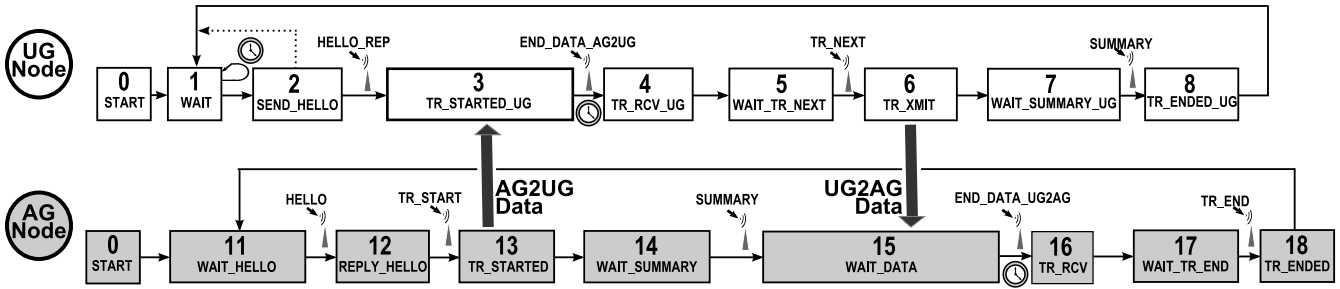 UG
Node
HELLO_REP
END_DATA_AG2UG
TR_NEXT
SUMMARY
0
START
1
WAIT
2
SEND_HELLO
3
TR_STARTED_UG
4
TR_RCV_UG
5
WAIT_TR_NEXT
6
TR_XMIT
7
WAIT_SUMMARY_UG
8
TR_ENDED_UG
AG2UG
Data
UG2AG
Data
AG
Node
HELLO
TR_START
SUMMARY
END_DATA_UG2AG
TR_END
0
START
11
WAIT_HELLO
12
REPLY_HELLO
13
TR_STARTED
14
WAIT_SUMMARY
15
WAIT_DATA
16
TR_RCV
17
WAIT_TR_END
18
TR_ENDED